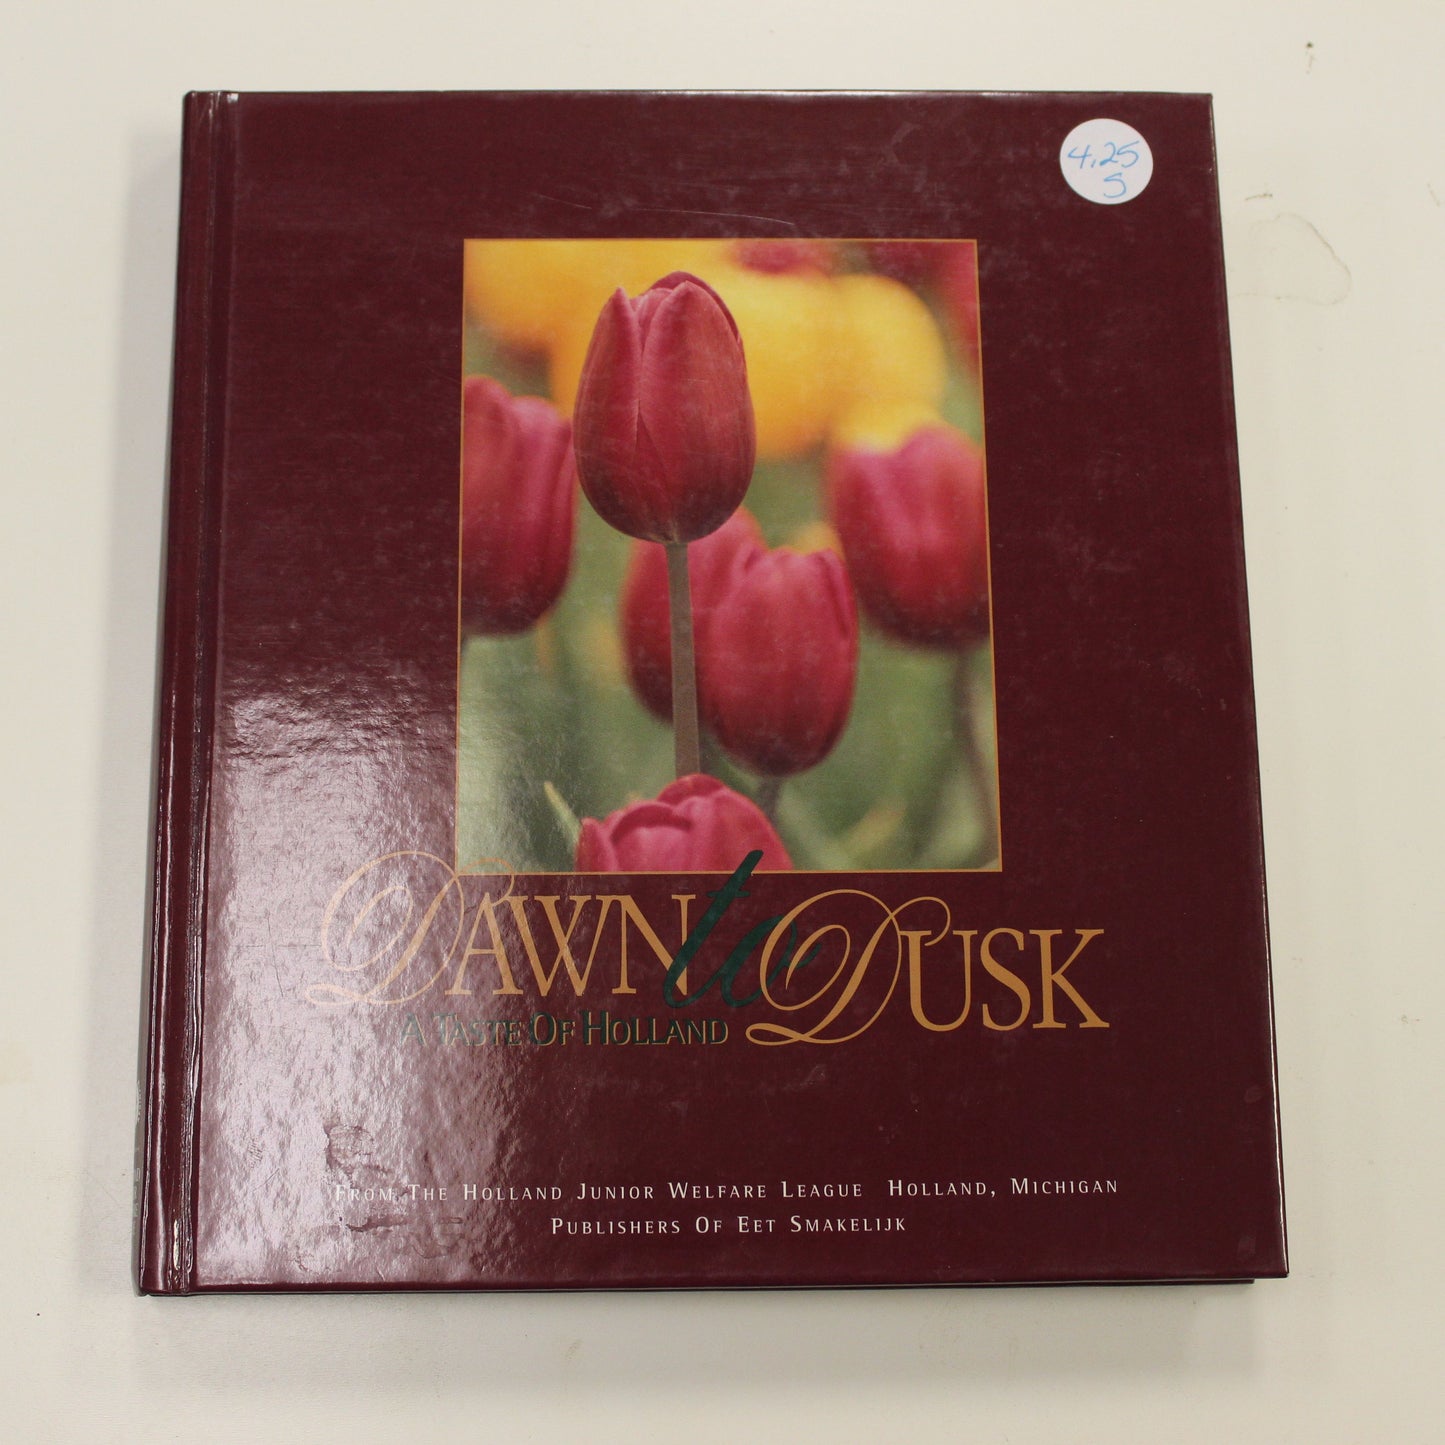 4.25
S
Dawn to Dusk
A Taste Of Holland
From The Holland Junior Welfare League Holland, Michigan
Publishers Of Eet Smakelijk